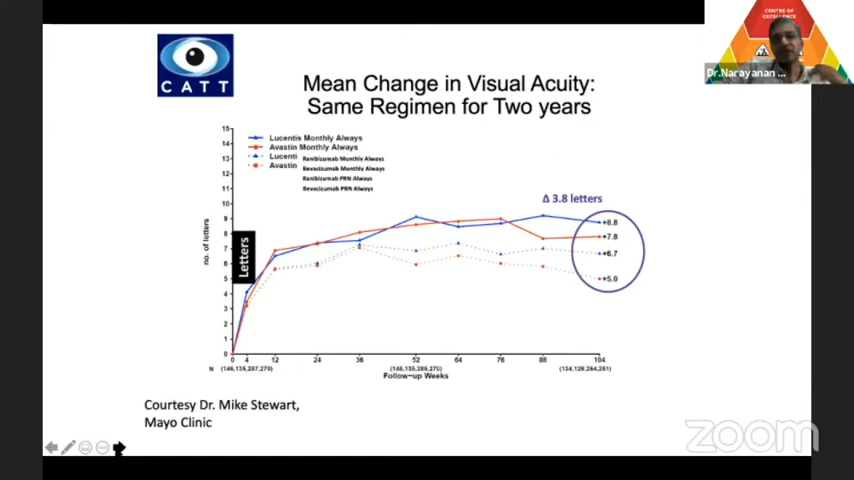 CENTRE OF
EXCELLENCE
Dr.Narayanan ...
CATT
Mean Change in Visual Acuity:
Same Regimen for Two years
15
14
13
12
11
10
9
8
7
6
5
4
3
2
1
0
no. of letters
Letters
Lucentis Monthly Always
Avastin Monthly Always
Lucenti
Avastin
Ranibizumab Monthly Always
Bevacizumab Monthly Always
Ranibizumab PRN Always
Bevacizumab PRN Always
Δ 3.8 letters
+8.8
+7.8
+6.7
+5.0
0 4 12 24 36 52 64 76 88 104
N (146,135,287,270) (146,135,286,270) (134,129,264,251)
Follow-up Weeks
Courtesy Dr. Mike Stewart,
Mayo Clinic
zoom